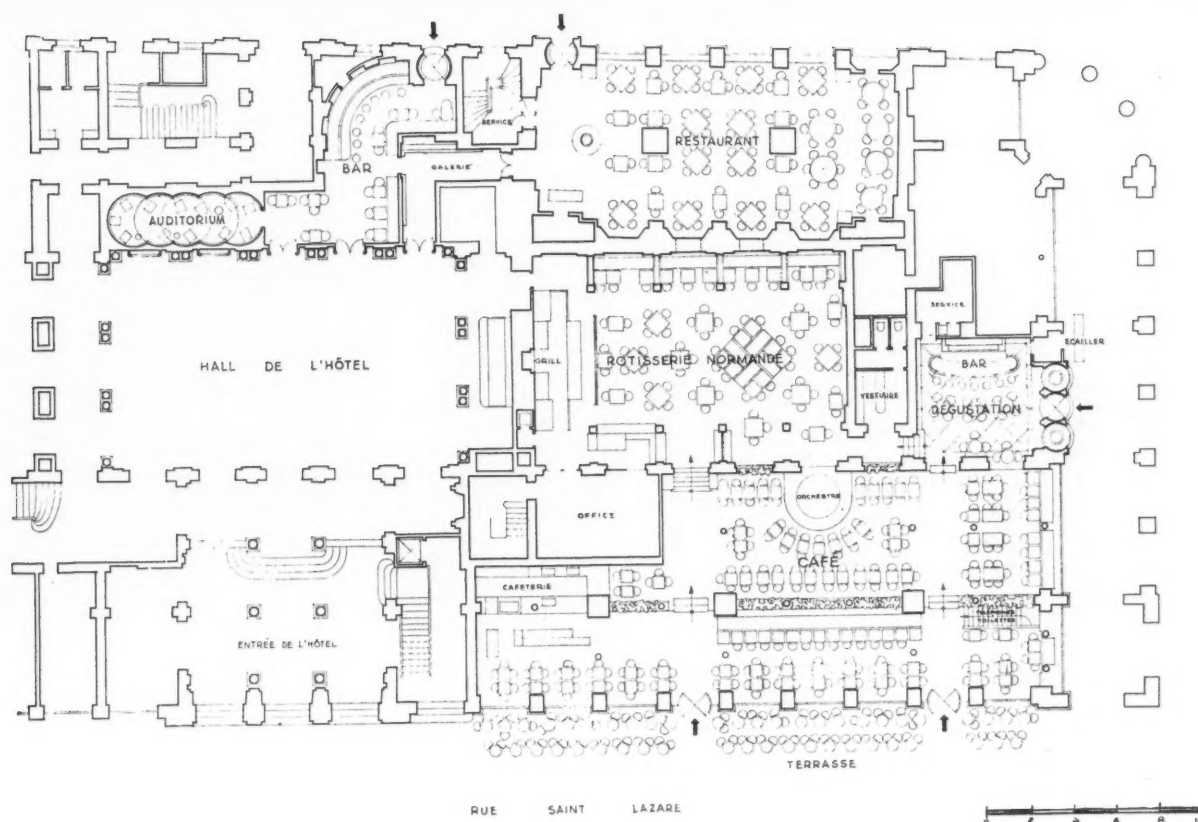 SERVICE
RESTAURANT
BAR
GALERIE
AUDITORIUM
SERVICE
HALL DE L'HÔTEL
GRILL
ROTISSERIE NORMANDE
ECAILLER
BAR
VESTIAIRE
DÉGUSTATION
ORCHESTRE
OFFICE
CAFÉ
CAFETERIE
TOILETTES
ENTRÉE DE L'HÔTEL
TERRASSE
RUE SAINT LAZARE